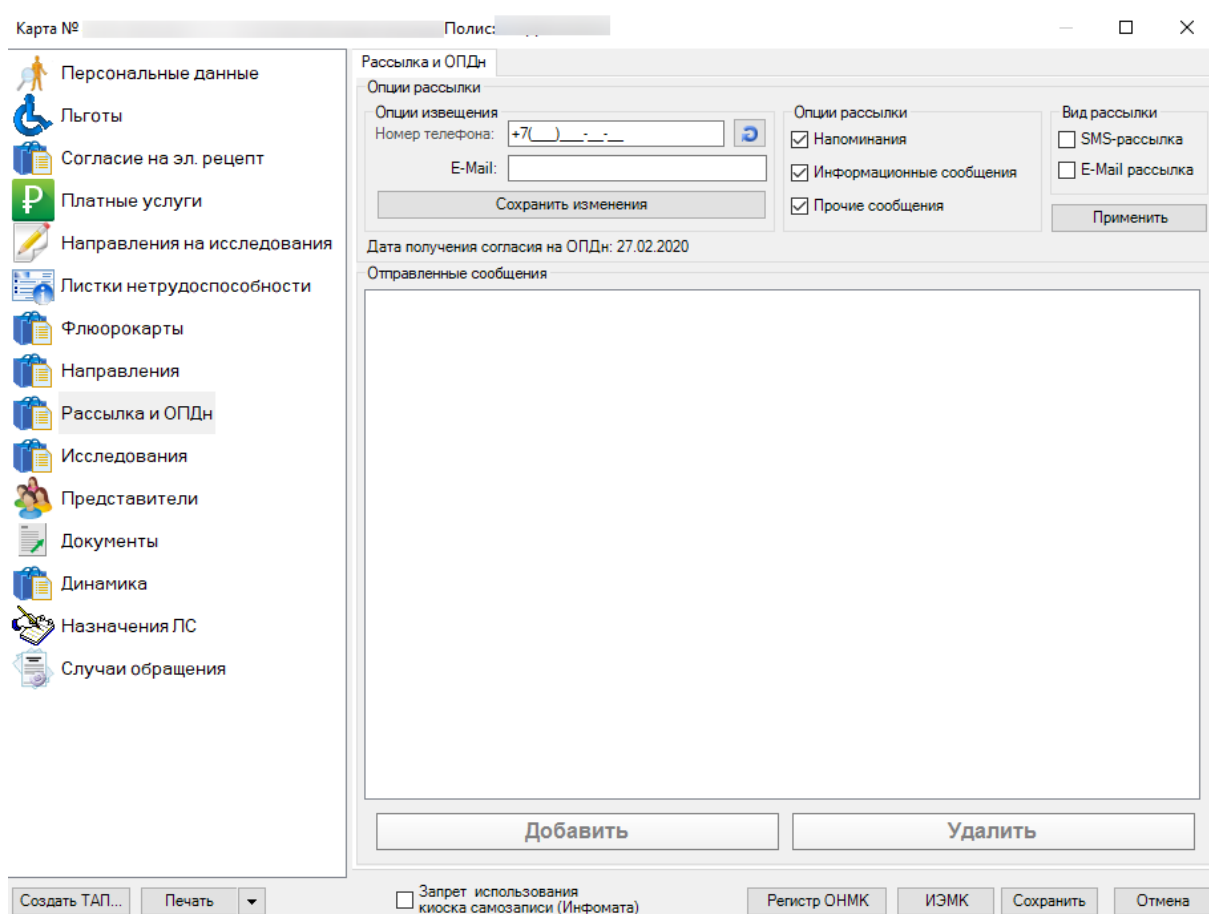 Карта №
Полис:
Персональные данные
Льготы
Согласие на эл. рецепт
Платные услуги
Направления на исследования
Листки нетрудоспособности
Флюорокарты
Направления
Рассылка и ОПДн
Исследования
Представители
Документы
Динамика
Назначения ЛС
Случаи обращения
Рассылка и ОПДн
Опции рассылки
Опции извещения
Номер телефона: +7(___)___-__-__
E-Mail:
Сохранить изменения
Опции рассылки
Напоминания
Информационные сообщения
Прочие сообщения
Вид рассылки
SMS-рассылка
E-Mail рассылка
Применить
Дата получения согласия на ОПДн: 27.02.2020
Отправленные сообщения
Добавить Удалить
Создать ТАП... Печать
Запрет использования
киоска самозаписи (Инфомата)
Регистр ОНМК ИЭМК Сохранить Отмена